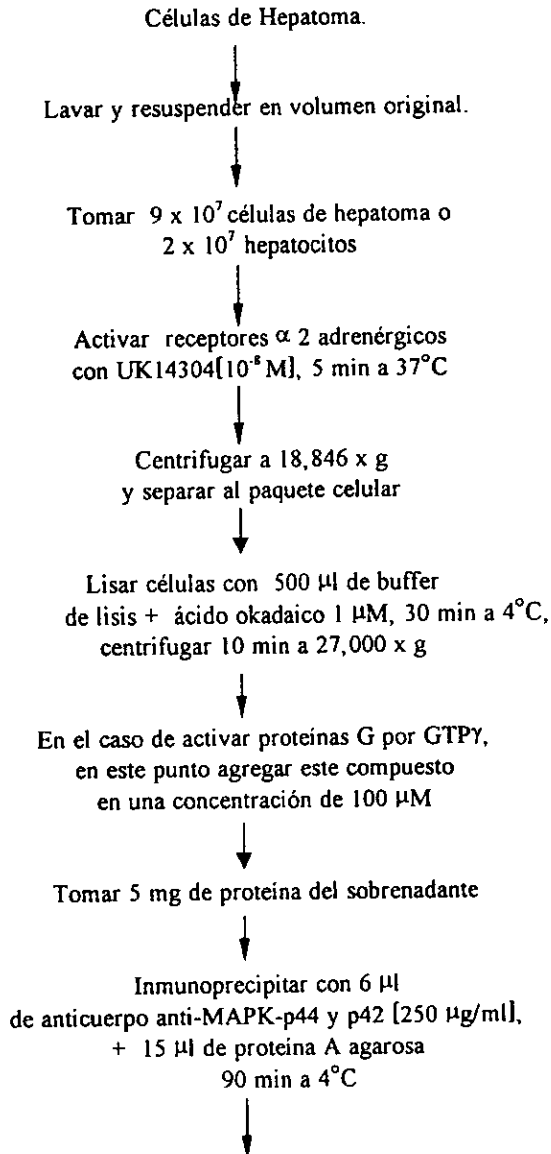 Células de Hepatoma.
Lavar y resuspender en volumen original.
Tomar 9 x 10⁷ células de hepatoma o
2 x 10⁷ hepatocitos
Activar receptores α 2 adrenérgicos
con UK14304[10⁻⁸ M], 5 min a 37°C
Centrifugar a 18,846 x g
y separar al paquete celular
Lisar células con 500 µl de buffer
de lisis + ácido okadaico 1 µM, 30 min a 4°C,
centrifugar 10 min a 27,000 x g
En el caso de activar proteínas G por GTPγ,
en este punto agregar este compuesto
en una concentración de 100 µM
Tomar 5 mg de proteína del sobrenadante
Inmunoprecipitar con 6 µl
de anticuerpo anti-MAPK-p44 y p42 [250 µg/ml],
+ 15 µl de proteína A agarosa
90 min a 4°C